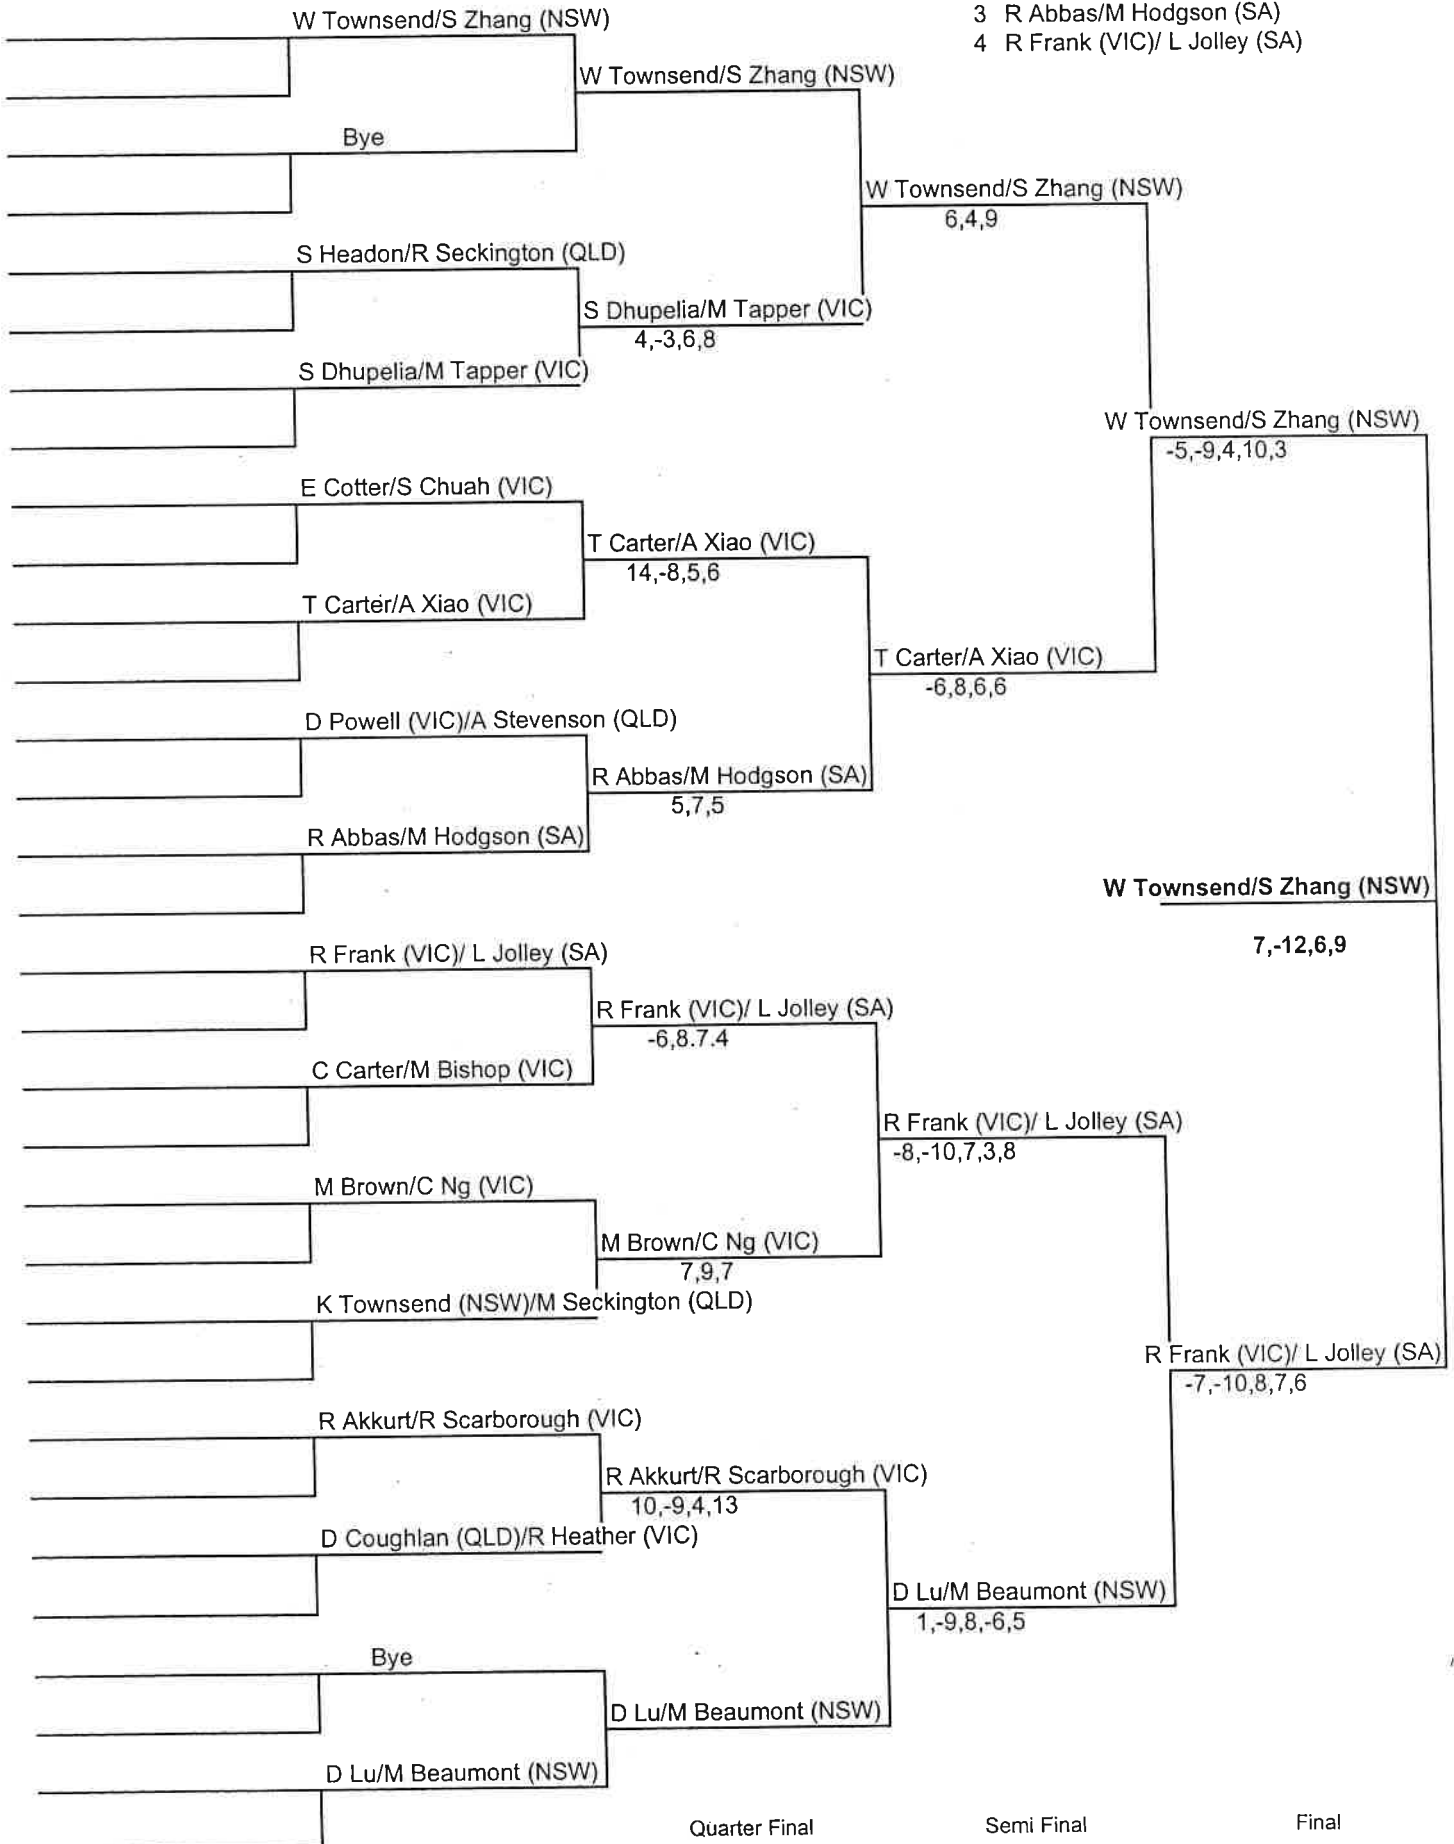 W Townsend/S Zhang (NSW)
3 R Abbas/M Hodgson (SA)
4 R Frank (VIC)/ L Jolley (SA)
W Townsend/S Zhang (NSW)
Bye
W Townsend/S Zhang (NSW)
6,4,9
S Headon/R Seckington (QLD)
S Dhupelia/M Tapper (VIC)
4,-3,6,8
S Dhupelia/M Tapper (VIC)
W Townsend/S Zhang (NSW)
-5,-9,4,10,3
E Cotter/S Chuah (VIC)
T Carter/A Xiao (VIC)
14,-8,5,6
T Carter/A Xiao (VIC)
T Carter/A Xiao (VIC)
-6,8,6,6
D Powell (VIC)/A Stevenson (QLD)
R Abbas/M Hodgson (SA)
5,7,5
R Abbas/M Hodgson (SA)
W Townsend/S Zhang (NSW)
7,-12,6,9
R Frank (VIC)/ L Jolley (SA)
R Frank (VIC)/ L Jolley (SA)
-6,8.7.4
C Carter/M Bishop (VIC)
R Frank (VIC)/ L Jolley (SA)
-8,-10,7,3,8
M Brown/C Ng (VIC)
M Brown/C Ng (VIC)
7,9,7
K Townsend (NSW)/M Seckington (QLD)
R Frank (VIC)/ L Jolley (SA)
-7,-10,8,7,6
R Akkurt/R Scarborough (VIC)
R Akkurt/R Scarborough (VIC)
10,-9,4,13
D Coughlan (QLD)/R Heather (VIC)
D Lu/M Beaumont (NSW)
1,-9,8,-6,5
Bye
D Lu/M Beaumont (NSW)
D Lu/M Beaumont (NSW)
Quarter Final Semi Final Final